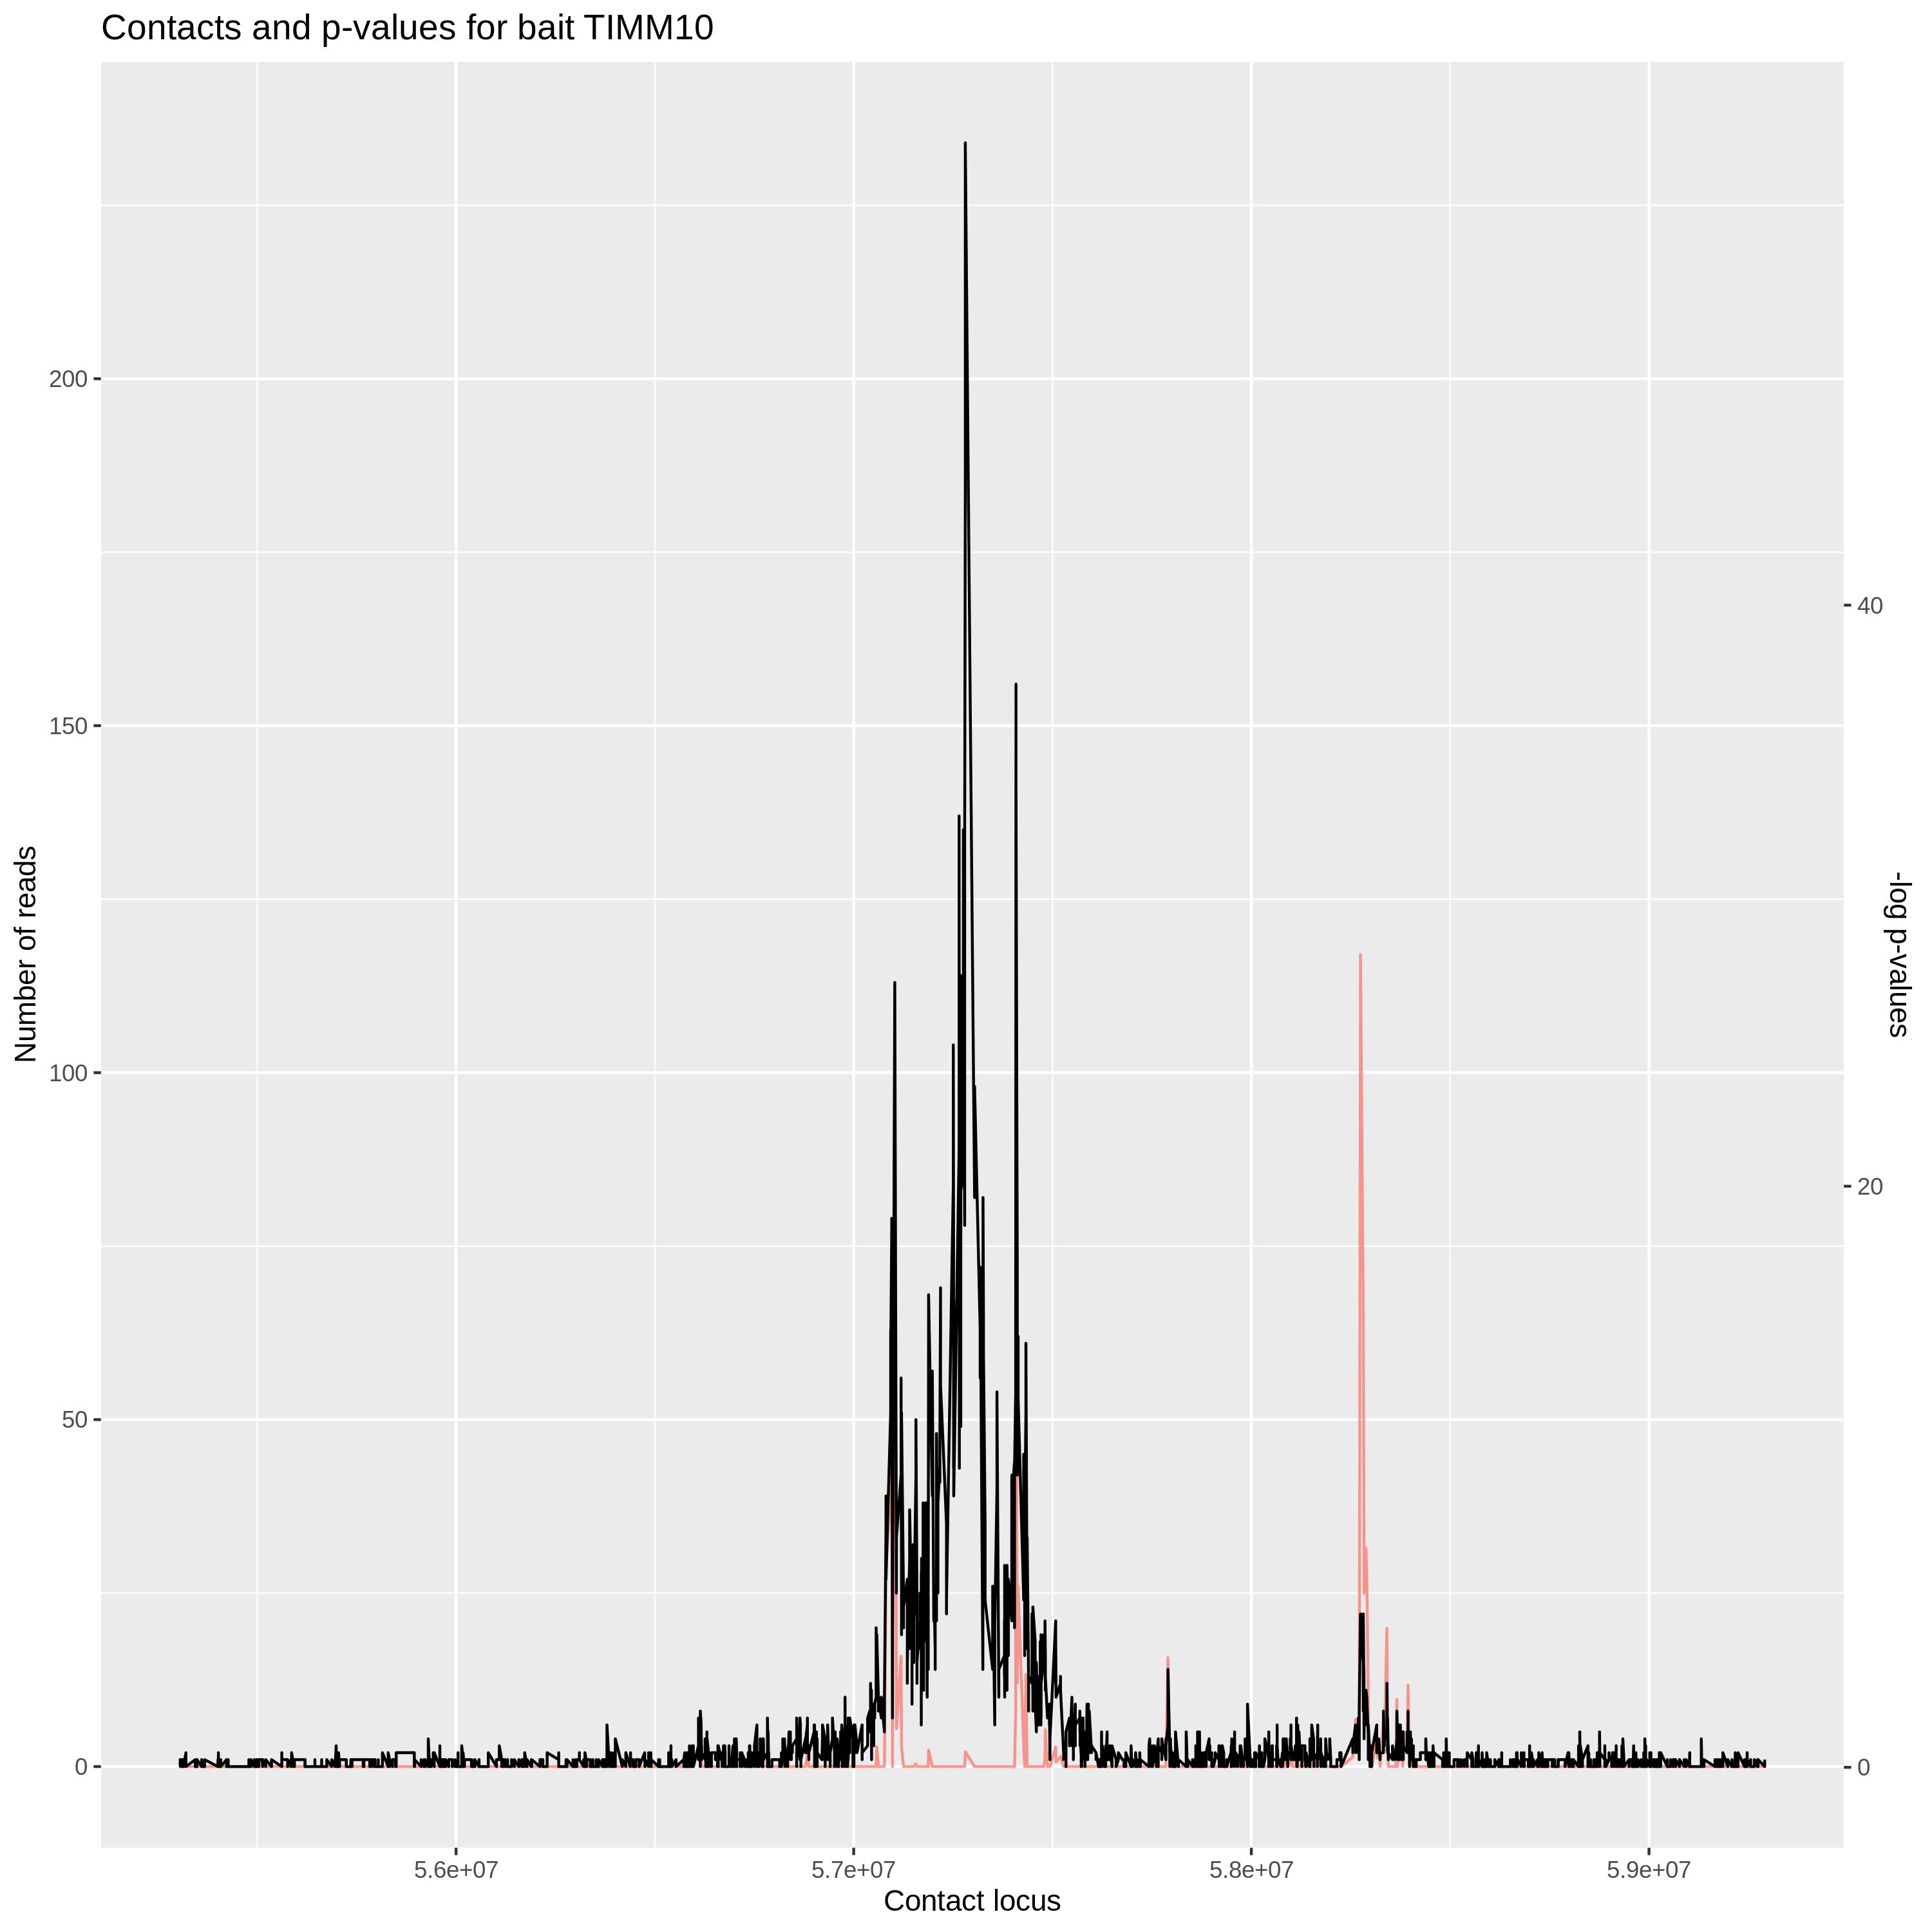 Contacts and p-values for bait TIMM10
Number of reads
200
150
100
50
0
40
20
0
-log p-values
5.6e+07
5.7e+07
5.8e+07
5.9e+07
Contact locus